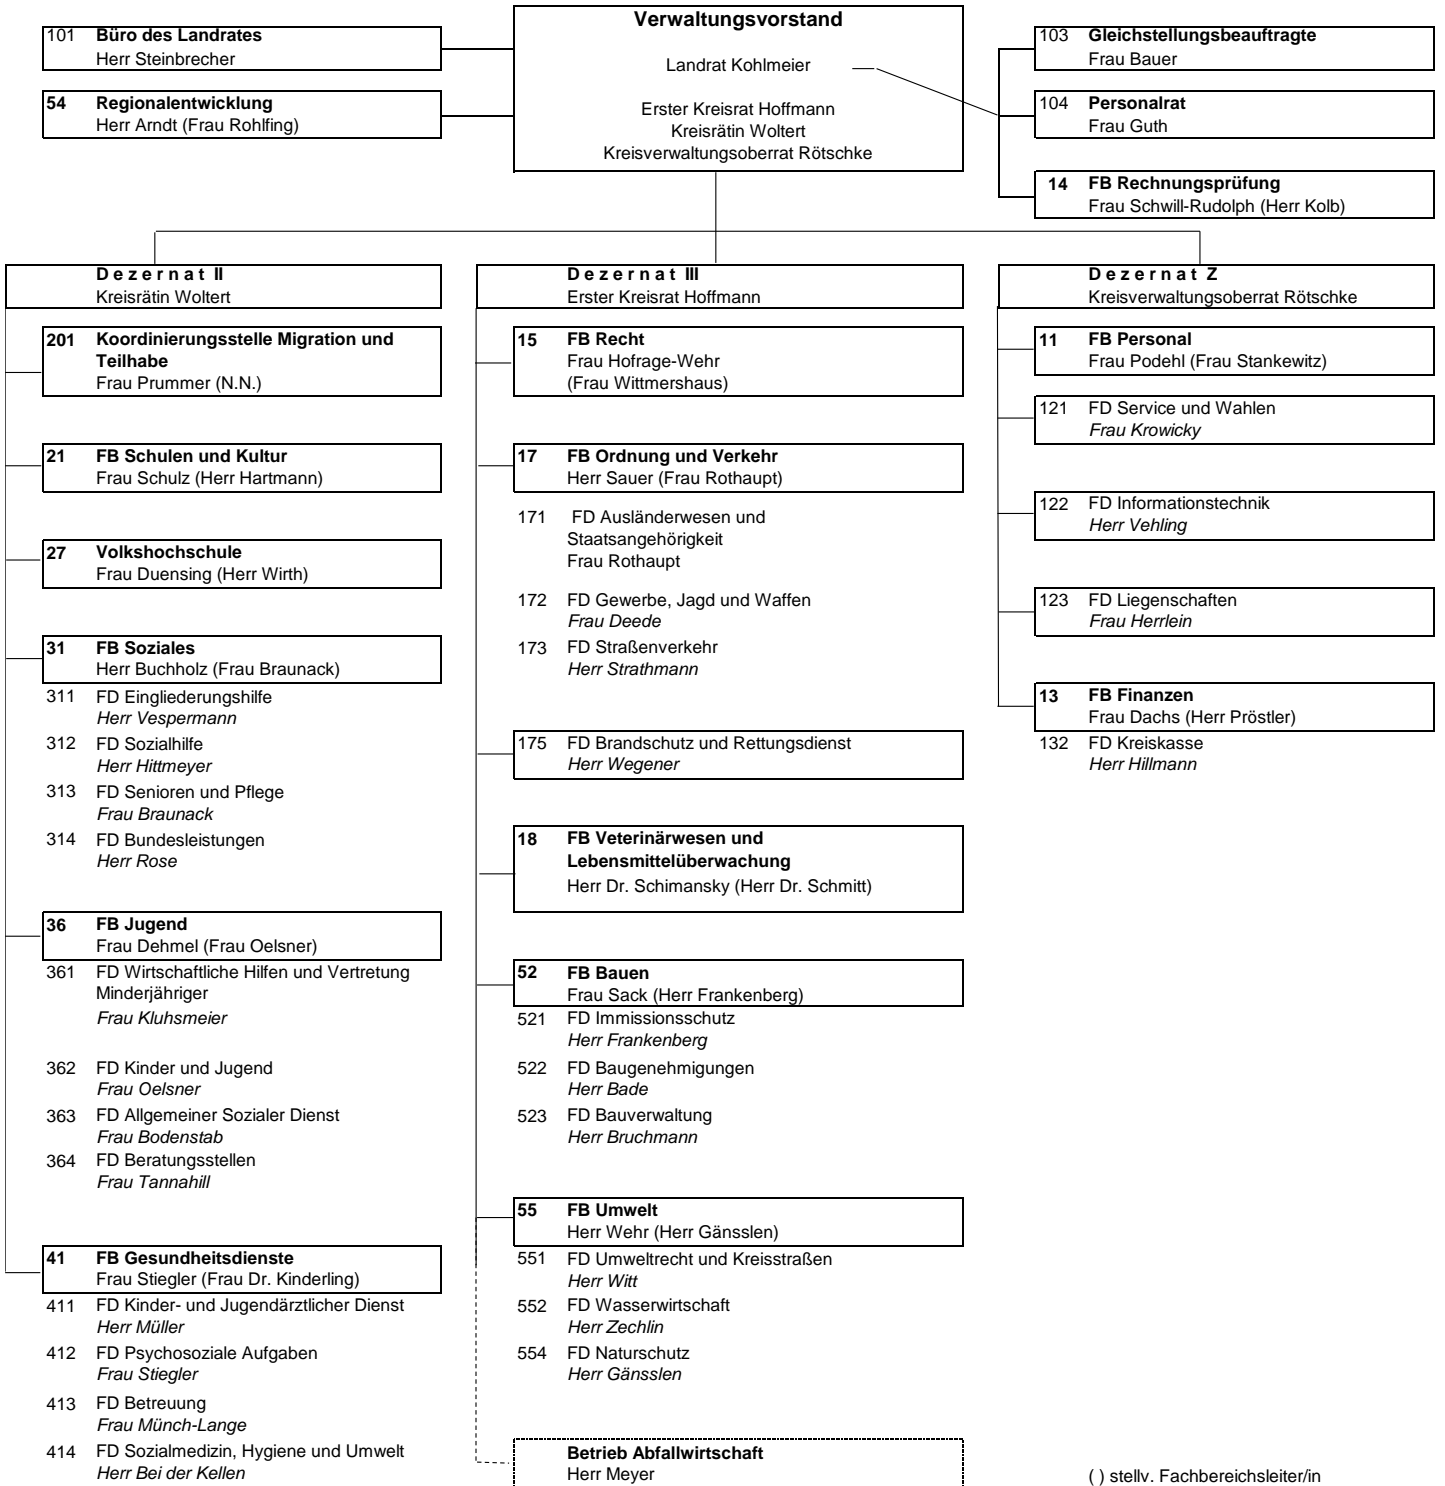 Verwaltungsvorstand
Landrat Kohlmeier
Erster Kreisrat Hoffmann
Kreisrätin Woltert
Kreisverwaltungsoberrat Rötschke
101 Büro des Landrates
Herr Steinbrecher
54 Regionalentwicklung
Herr Arndt (Frau Rohlfing)
103 Gleichstellungsbeauftragte
Frau Bauer
104 Personalrat
Frau Guth
14 FB Rechnungsprüfung
Frau Schwill-Rudolph (Herr Kolb)
D e z e r n a t II
Kreisrätin Woltert
201 Koordinierungsstelle Migration und
Teilhabe
Frau Prummer (N.N.)
21 FB Schulen und Kultur
Frau Schulz (Herr Hartmann)
27 Volkshochschule
Frau Duensing (Herr Wirth)
31 FB Soziales
Herr Buchholz (Frau Braunack)
311 FD Eingliederungshilfe
Herr Vespermann
312 FD Sozialhilfe
Herr Hittmeyer
313 FD Senioren und Pflege
Frau Braunack
314 FD Bundesleistungen
Herr Rose
36 FB Jugend
Frau Dehmel (Frau Oelsner)
361 FD Wirtschaftliche Hilfen und Vertretung
Minderjähriger
Frau Kluhsmeier
362 FD Kinder und Jugend
Frau Oelsner
363 FD Allgemeiner Sozialer Dienst
Frau Bodenstab
364 FD Beratungsstellen
Frau Tannahill
41 FB Gesundheitsdienste
Frau Stiegler (Frau Dr. Kinderling)
411 FD Kinder- und Jugendärztlicher Dienst
Herr Müller
412 FD Psychosoziale Aufgaben
Frau Stiegler
413 FD Betreuung
Frau Münch-Lange
414 FD Sozialmedizin, Hygiene und Umwelt
Herr Bei der Kellen
D e z e r n a t III
Erster Kreisrat Hoffmann
15 FB Recht
Frau Hofrage-Wehr
(Frau Wittmershaus)
17 FB Ordnung und Verkehr
Herr Sauer (Frau Rothaupt)
171 FD Ausländerwesen und
Staatsangehörigkeit
Frau Rothaupt
172 FD Gewerbe, Jagd und Waffen
Frau Deede
173 FD Straßenverkehr
Herr Strathmann
175 FD Brandschutz und Rettungsdienst
Herr Wegener
18 FB Veterinärwesen und
Lebensmittelüberwachung
Herr Dr. Schimansky (Herr Dr. Schmitt)
52 FB Bauen
Frau Sack (Herr Frankenberg)
521 FD Immissionsschutz
Herr Frankenberg
522 FD Baugenehmigungen
Herr Bade
523 FD Bauverwaltung
Herr Bruchmann
55 FB Umwelt
Herr Wehr (Herr Gänsslen)
551 FD Umweltrecht und Kreisstraßen
Herr Witt
552 FD Wasserwirtschaft
Herr Zechlin
554 FD Naturschutz
Herr Gänsslen
Betrieb Abfallwirtschaft
Herr Meyer
D e z e r n a t Z
Kreisverwaltungsoberrat Rötschke
11 FB Personal
Frau Podehl (Frau Stankewitz)
121 FD Service und Wahlen
Frau Krowicky
122 FD Informationstechnik
Herr Vehling
123 FD Liegenschaften
Frau Herrlein
13 FB Finanzen
Frau Dachs (Herr Pröstler)
132 FD Kreiskasse
Herr Hillmann
( ) stellv. Fachbereichsleiter/in